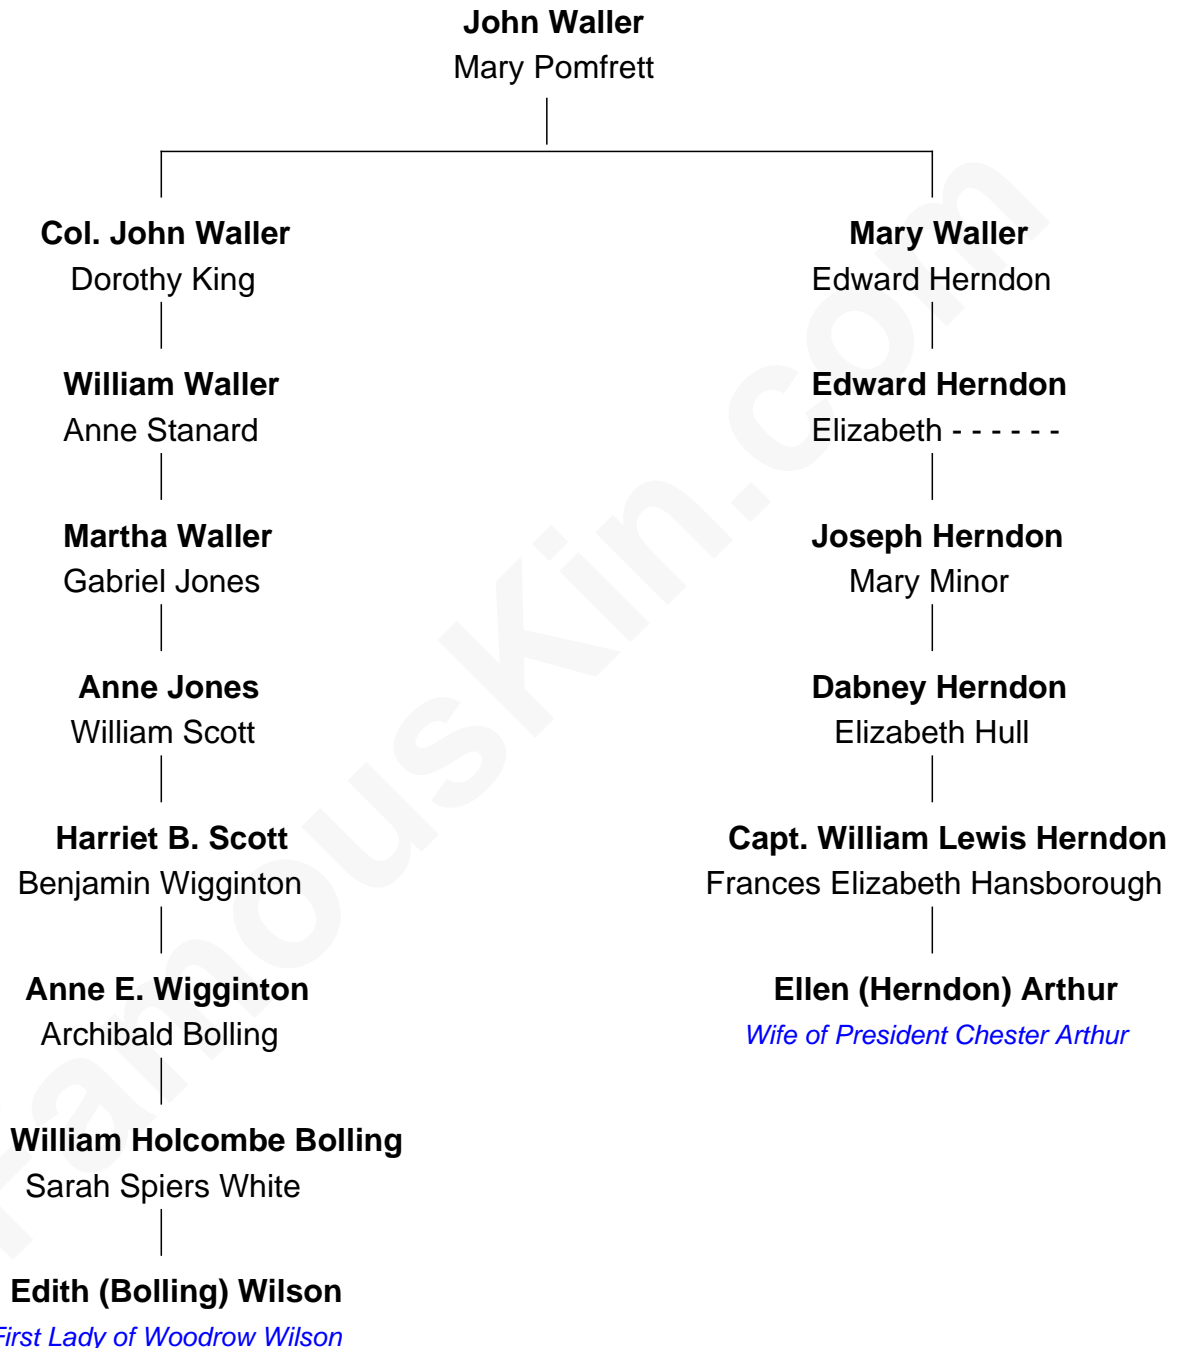 John Waller
Mary Pomfrett
Col. John Waller
Dorothy King
William Waller
Anne Stanard
Martha Waller
Gabriel Jones
Anne Jones
William Scott
Harriet B. Scott
Benjamin Wigginton
Anne E. Wigginton
Archibald Bolling
William Holcombe Bolling
Sarah Spiers White
Edith (Bolling) Wilson
First Lady of Woodrow Wilson
Mary Waller
Edward Herndon
Edward Herndon
Elizabeth - - - - - -
Joseph Herndon
Mary Minor
Dabney Herndon
Elizabeth Hull
Capt. William Lewis Herndon
Frances Elizabeth Hansborough
Ellen (Herndon) Arthur
Wife of President Chester Arthur
FamousKin.com